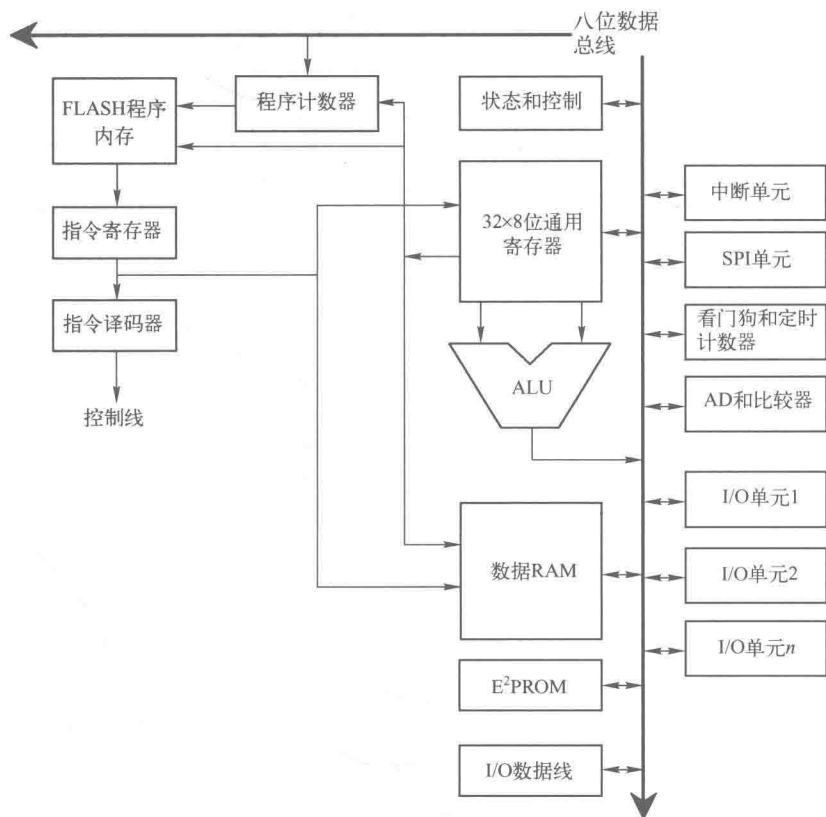 八位数据
总线
程序计数器
状态和控制
FLASH程序
内存
中断单元
32×8位通用
寄存器
指令寄存器
SPI单元
指令译码器
看门狗和定时
计数器
ALU
AD和比较器
控制线
I/O单元1
数据RAM
I/O单元2
I/O单元n
E²PROM
I/O数据线